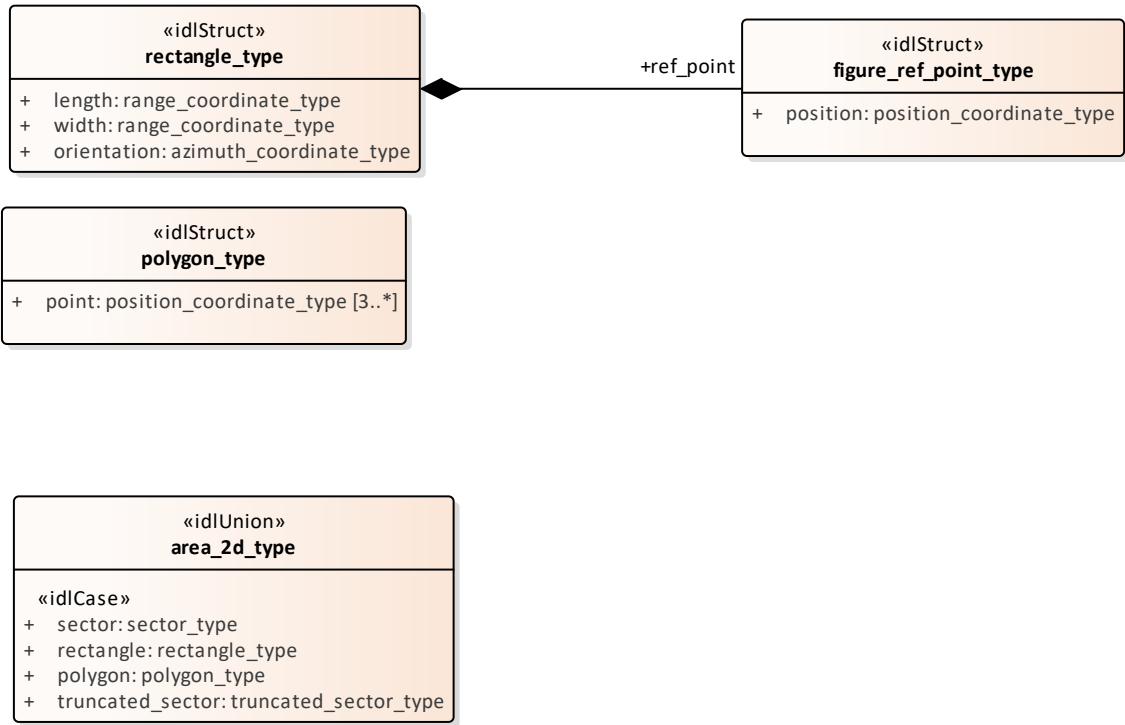 «idlStruct»
rectangle_type
+ length: range_coordinate_type
+ width: range_coordinate_type
+ orientation: azimuth_coordinate_type
+ref_point
«idlStruct»
figure_ref_point_type
+ position: position_coordinate_type
«idlStruct»
polygon_type
+ point: position_coordinate_type [3..*]
«idlUnion»
area_2d_type
«idlCase»
+ sector: sector_type
+ rectangle: rectangle_type
+ polygon: polygon_type
+ truncated_sector: truncated_sector_type